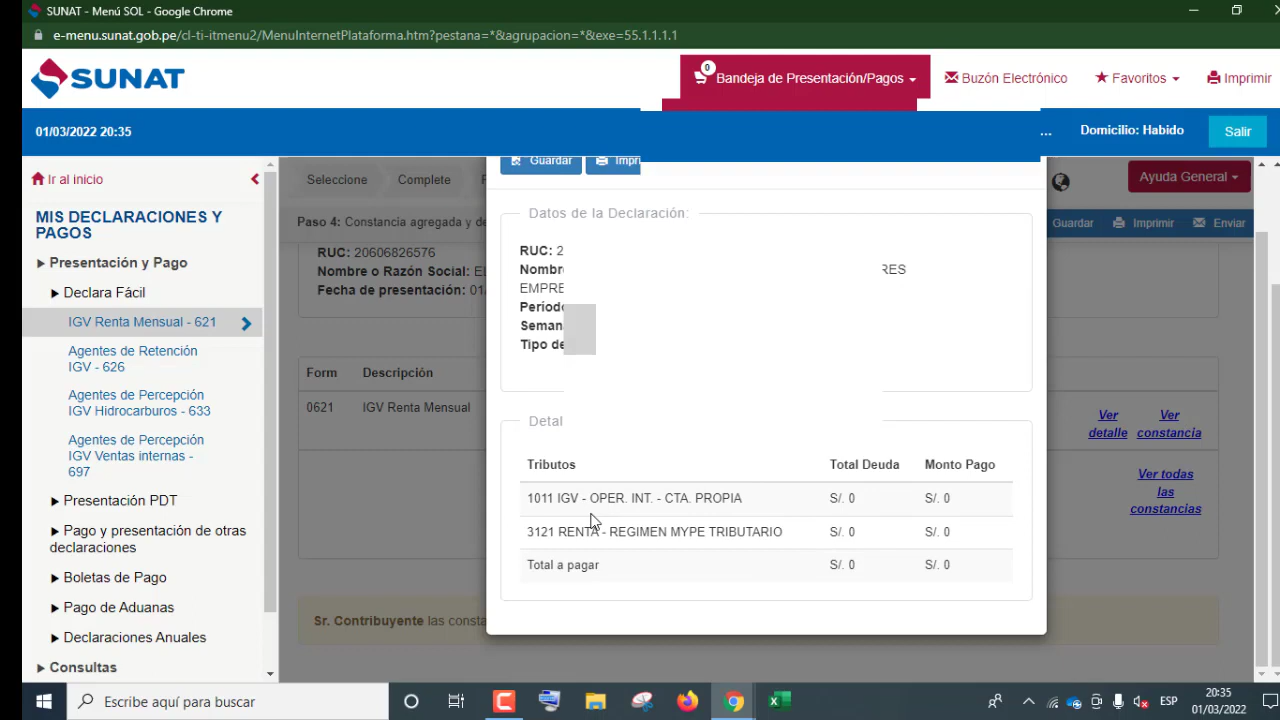 SUNAT - Menú SOL - Google Chrome
e-menu.sunat.gob.pe/cl-ti-itmenu2/MenuInternetPlataforma.htm?pestana=*&agrupacion=*&exe=55.1.1.1.1
SUNAT
0
Bandeja de Presentación/Pagos
Buzón Electrónico
Favoritos
Imprimir
01/03/2022 20:35
...
Domicilio: Habido
Salir
Ir al inicio
MIS DECLARACIONES Y
PAGOS
Presentación y Pago
Declara Fácil
IGV Renta Mensual - 621
Agentes de Retención
IGV - 626
Agentes de Percepción
IGV Hidrocarburos - 633
Agentes de Percepción
IGV Ventas internas -
697
Presentación PDT
Pago y presentación de otras
declaraciones
Boletas de Pago
Pago de Aduanas
Declaraciones Anuales
Consultas
Seleccione
Complete
Ayuda General
Paso 4: Constancia agregada y de
Guardar
Imprimir
Enviar
RUC: 20606826576
Nombre o Razón Social: E
Fecha de presentación: 01/
Form
Descripción
0621
IGV Renta Mensual
Ver
detalle
Ver
constancia
Ver todas
las
constancias
Sr. Contribuyente las consta
Guardar
Impri
Datos de la Declaración:
RUC: 2
Nombr
RES
EMPRE
Period
Seman
Tipo de
Detal
Tributos
Total Deuda
Monto Pago
1011 IGV - OPER. INT. - CTA. PROPIA
S/. 0
S/. 0
3121 RENTA - REGIMEN MYPE TRIBUTARIO
S/. 0
S/. 0
Total a pagar
S/. 0
S/. 0
Escribe aquí para buscar
ESP
20:35
01/03/2022